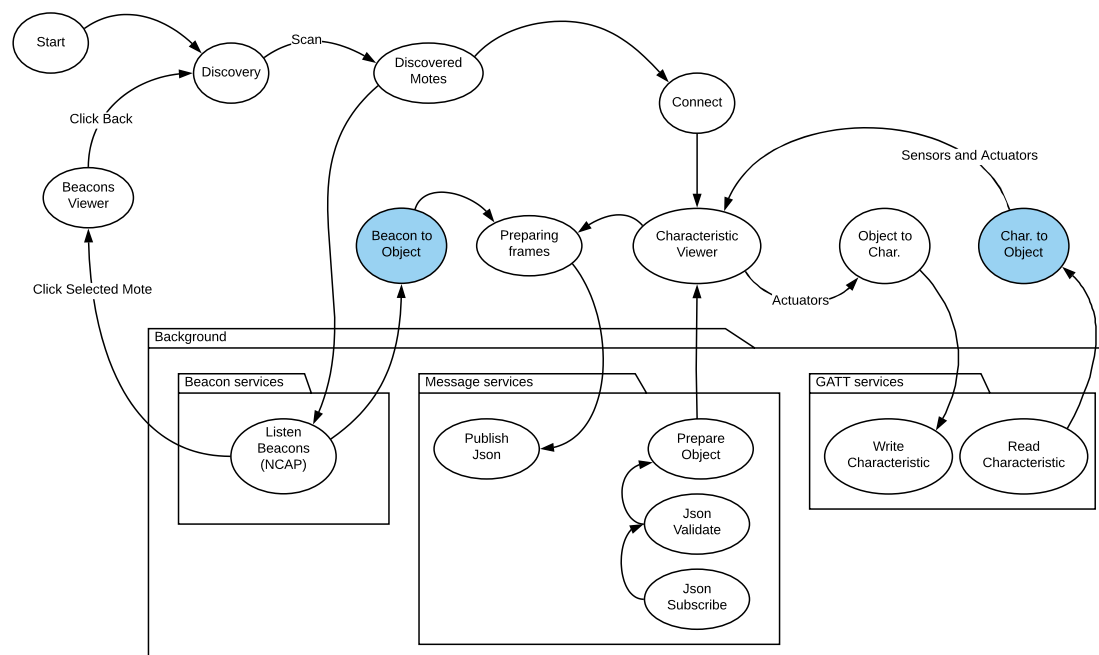 Start
Discovery
Scan
Discovered
Motes
Connect
Click Back
Sensors and Actuators
Beacons
Viewer
Beacon to
Object
Preparing
frames
Characteristic
Viewer
Object to
Char.
Char. to
Object
Click Selected Mote
Actuators
Background
Beacon services
Message services
GATT services
Listen
Beacons
(NCAP)
Publish
Json
Prepare
Object
Write
Characteristic
Read
Characteristic
Json
Validate
Json
Subscribe